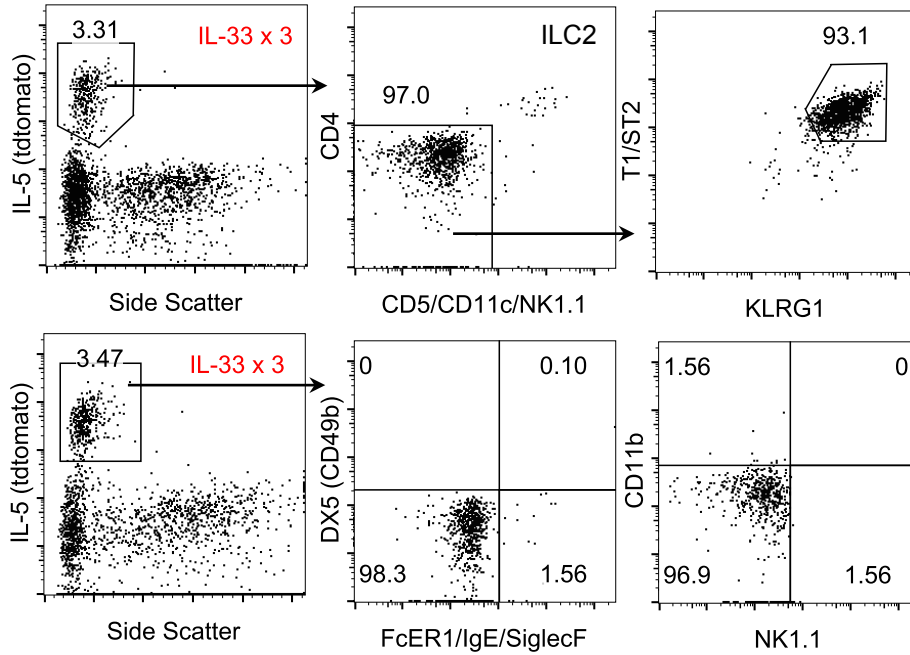 3.31
IL-33 x 3
IL-5 (tdtomato)
Side Scatter
ILC2
97.0
CD4
CD5/CD11c/NK1.1
93.1
T1/ST2
KLRG1
3.47
IL-33 x 3
IL-5 (tdtomato)
Side Scatter
0
0.10
DX5 (CD49b)
98.3
1.56
FcER1/IgE/SiglecF
1.56
0
CD11b
96.9
1.56
NK1.1